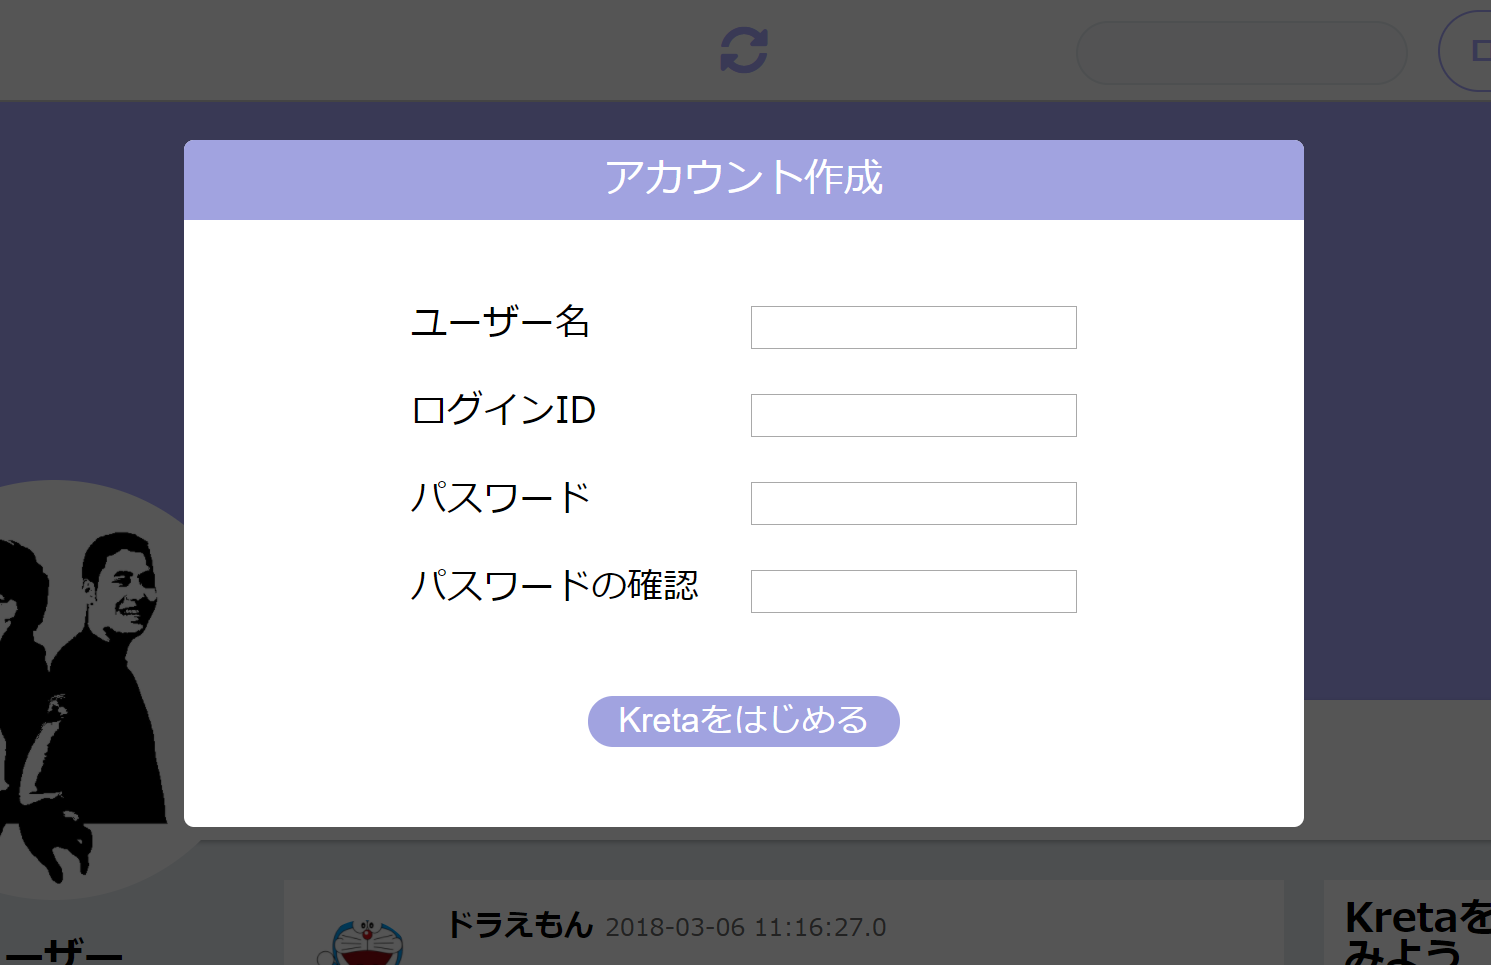 アカウント作成
ユーザー名
ログインID
パスワード
パスワードの確認
Kretaをはじめる
ドラえもん 2018-03-06 11:16:27.0
Kretaを
みよう
ーザー